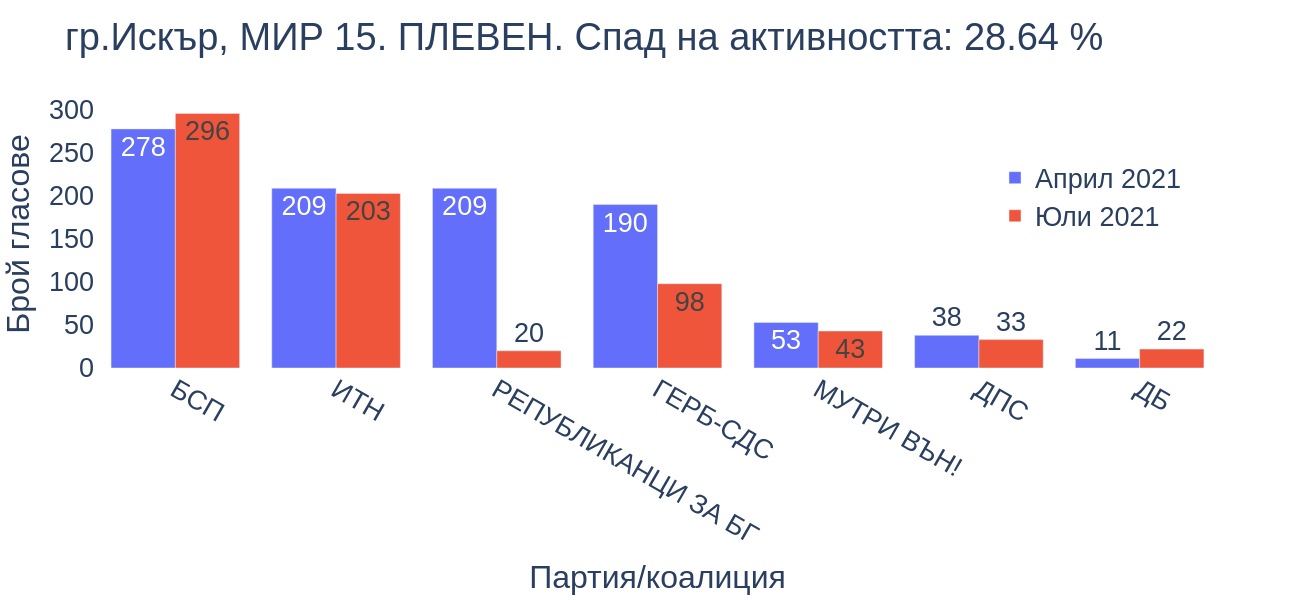 гр.Искър, МИР 15. ПЛЕВЕН. Спад на активността: 28.64 %
Брой гласове
300
250
200
150
100
50
0
278
296
209
203
209
20
190
98
53
43
38
33
11
22
Април 2021
Юли 2021
БСП
ИТН
РЕПУБЛИКАНЦИ ЗА БГ
ГЕРБ-СДС
МУТРИ ВЪН!
ДПС
ДБ
Партия/коалиция